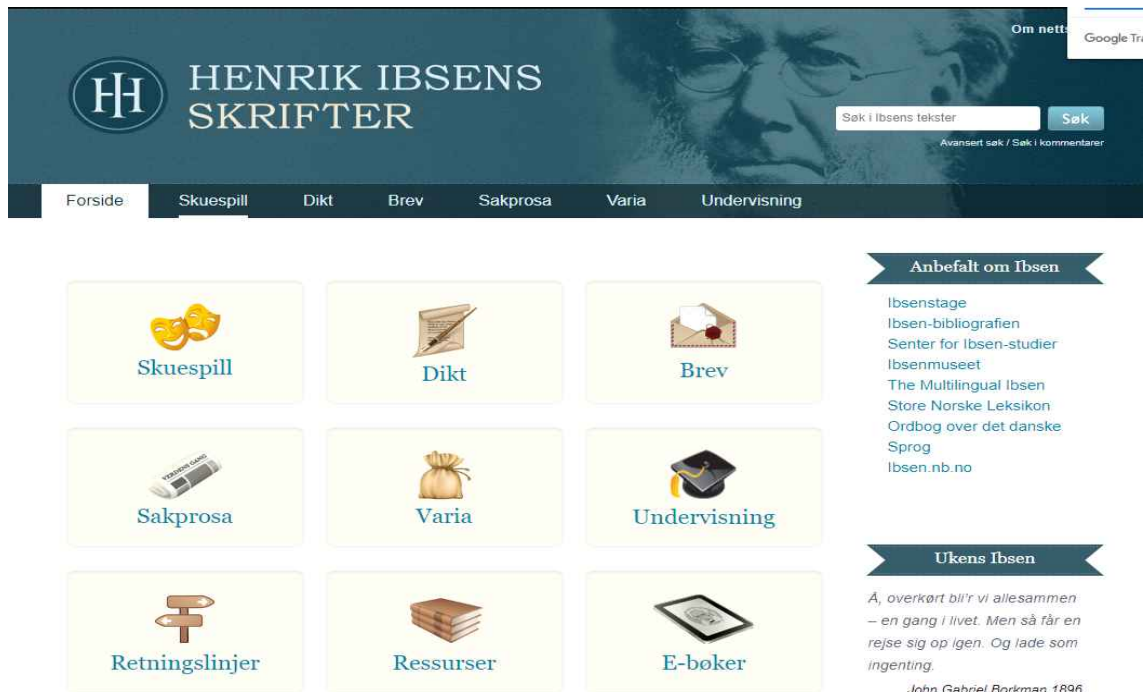 Om netts
Google Tra
HENRIK IBSENS
SKRIFTER
Søk i Ibsens tekster
Søk
Avansert søk / Søk i kommentarer
Forside Skuespill Dikt Brev Sakprosa Varia Undervisning
Skuespill
Dikt
Brev
VERDENS GANG
Sakprosa
Varia
Undervisning
Retningslinjer
Ressurser
E-bøker
Anbefalt om Ibsen
Ibsenstage
Ibsen-bibliografien
Senter for Ibsen-studier
Ibsenmuseet
The Multilingual Ibsen
Store Norske Leksikon
Ordbog over det danske
Sprog
Ibsen.nb.no
Ukens Ibsen
Å, overkørt bli'r vi allesammen
– en gang i livet. Men så får en
rejse sig op igen. Og lade som
ingenting.
John Gabriel Borkman 1896